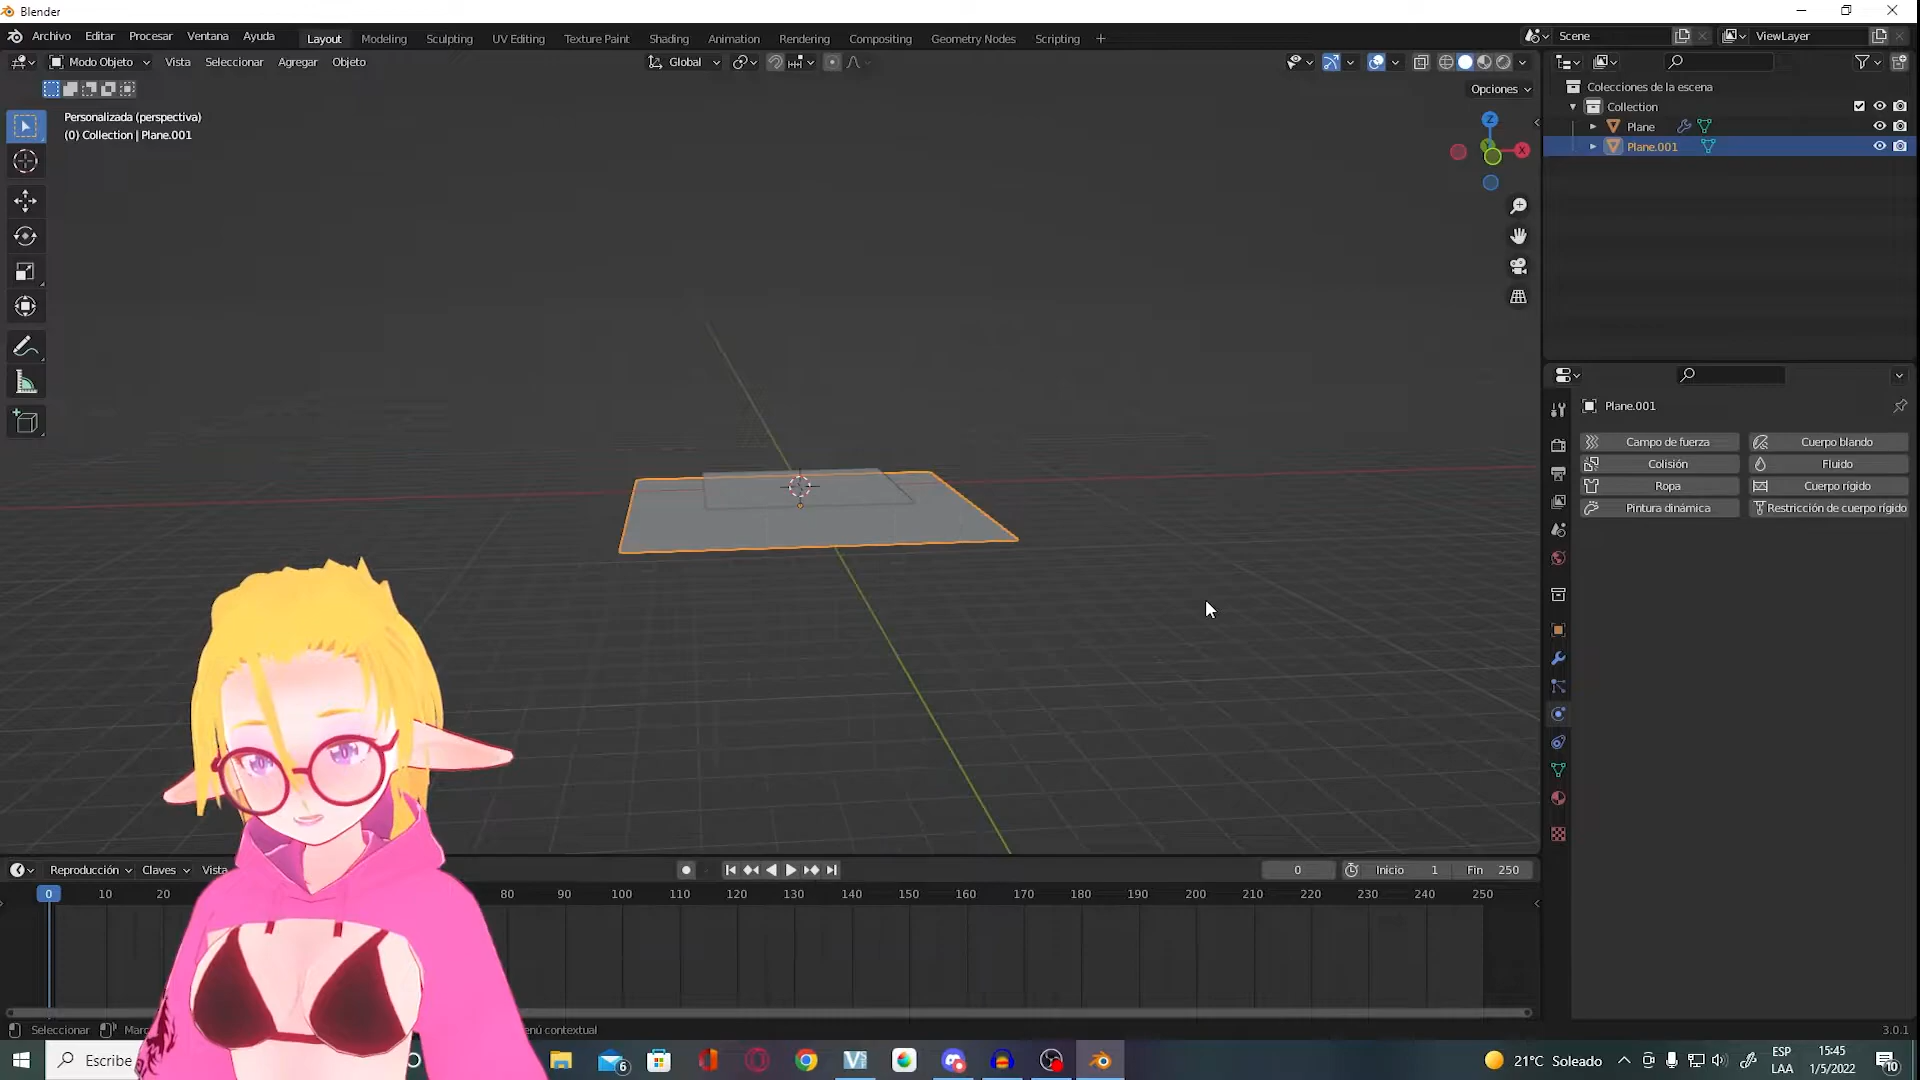 Blender
Archivo Editar Procesar Ventana Ayuda Layout Modeling Sculpting UV Editing Texture Paint Shading Animation Rendering Compositing Geometry Nodes Scripting + Scene ViewLayer
Modo Objeto Vista Seleccionar Agregar Objeto Global
Opciones
Personalizada (perspectiva)
(0) Collection | Plane.001
Z
X
Colecciones de la escena
Collection
Plane
Plane.001
Plane.001
Campo de fuerza Cuerpo blando
Colisión Fluido
Ropa Cuerpo rígido
Pintura dinámica Restricción de cuerpo rígido
Reproducción Claves Vista 0 Inicio 1 Fin 250
0 10 20 80 90 100 110 120 130 140 150 160 170 180 190 200 210 220 230 240 250
Seleccionar Marc enú contextual 3.0.1
Escribe 6 21°C Soleado ESP LAA 15:45 1/5/2022 10